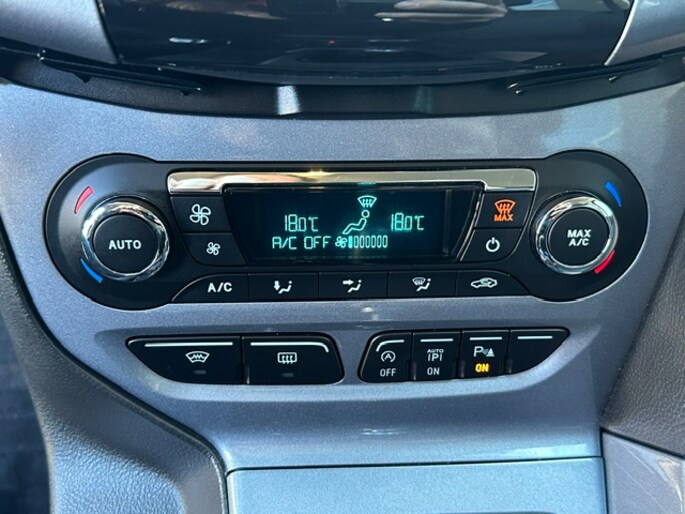 18.0°C 18.0°C
A/C OFF
MAX
AUTO
MAX
A/C
A/C
A
OFF
AUTO
P
ON
P
ON